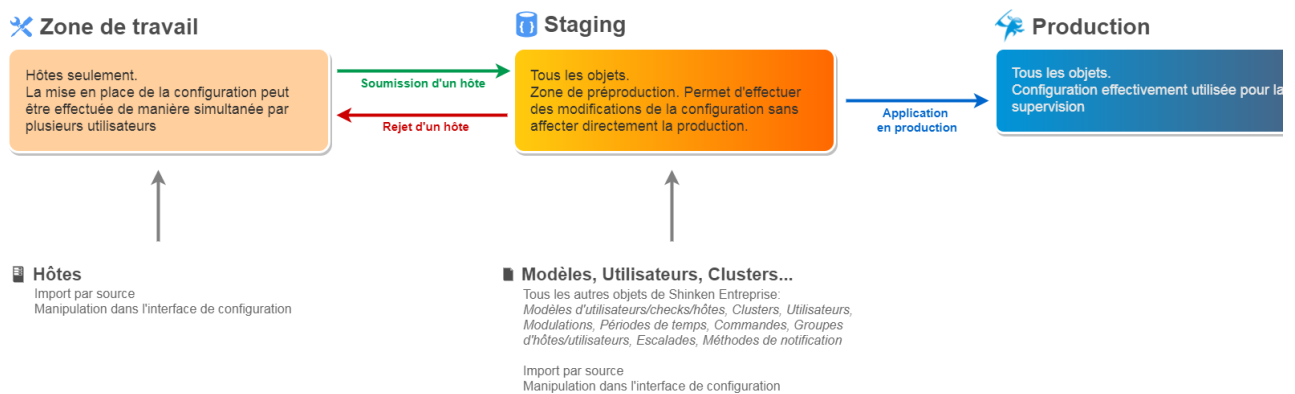 Zone de travail
Hôtes seulement.
La mise en place de la configuration peut
être effectuée de manière simultanée par
plusieurs utilisateurs
Soumission d'un hôte
Rejet d'un hôte
Staging
Tous les objets.
Zone de préproduction. Permet d'effectuer
des modifications de la configuration sans
affecter directement la production.
Application
en production
Production
Tous les objets.
Configuration effectivement utilisée pour la
supervision
Hôtes
Import par source
Manipulation dans l'interface de configuration
Modèles, Utilisateurs, Clusters...
Tous les autres objets de Shinken Entreprise:
Modèles d'utilisateurs/checks/hôtes, Clusters, Utilisateurs,
Modulations, Périodes de temps, Commandes, Groupes
d'hôtes/utilisateurs, Escalades, Méthodes de notification
Import par source
Manipulation dans l'interface de configuration